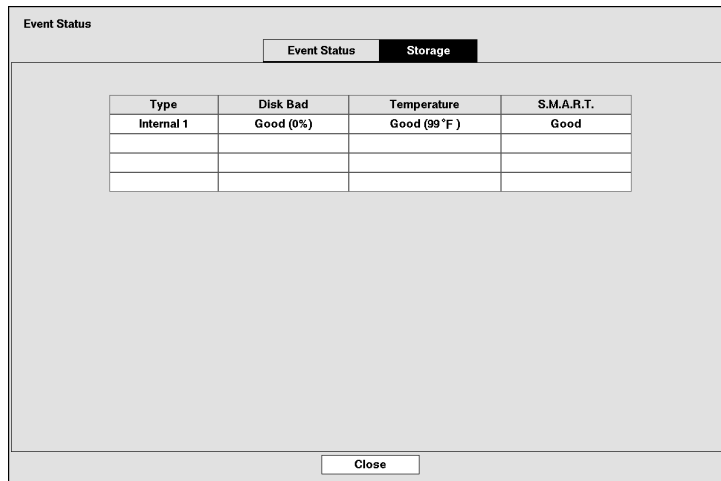 Event Status
Event Status Storage
Type Disk Bad Temperature S.M.A.R.T.
Internal 1 Good (0%) Good (99°F ) Good
Close